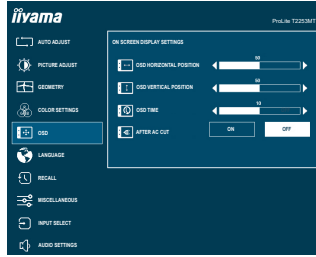 iiyama
ProLite T2253MT
AUTO ADJUST
PICTURE ADJUST
GEOMETRY
COLOR SETTINGS
OSD
LANGUAGE
RECALL
MISCELLANEOUS
INPUT SELECT
AUDIO SETTINGS
ON SCREEN DISPLAY SETTINGS
OSD HORIZONTAL POSITION
50
OSD VERTICAL POSITION
50
OSD TIME
10
AFTER AC CUT
ON
OFF